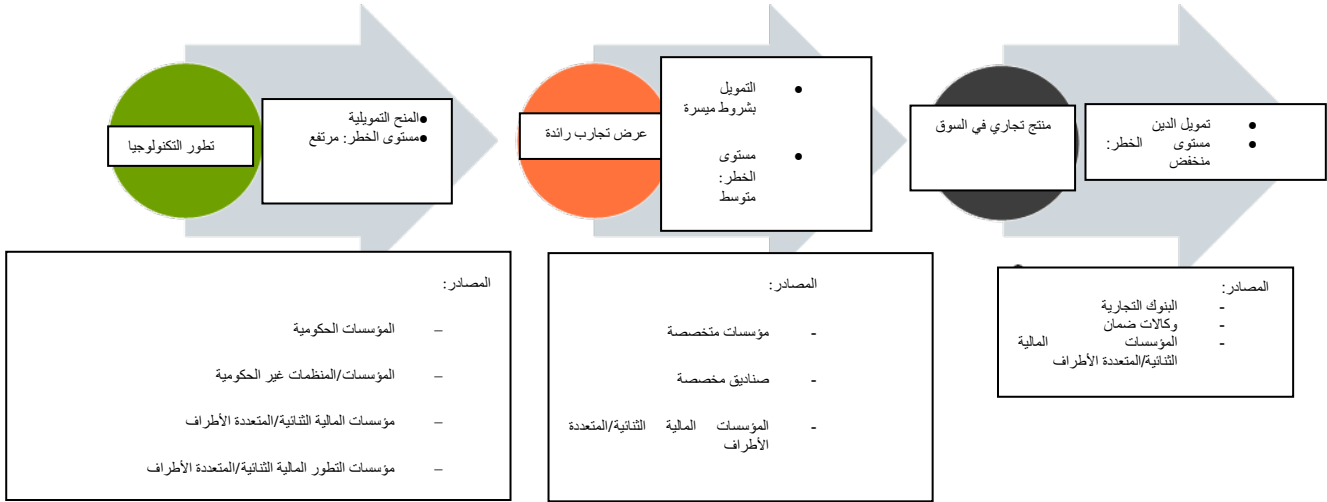 تطور التكنولوجيا
●المنح التمويلية
●مستوى الخطر: مرتفع
المصادر:
– المؤسسات الحكومية
– المؤسسات/المنظمات غير الحكومية
– مؤسسات المالية الثنائية/المتعددة الأطراف
– مؤسسات التطور المالية الثنائية/المتعددة الأطراف
عرض تجارب رائدة
● التمويل
بشروط ميسرة
● مستوى
الخطر:
متوسط
المصادر:
- مؤسسات متخصصة
- صناديق مخصصة
- المؤسسات المالية الثنائية/المتعددة
الأطراف
منتج تجاري في السوق
● تمويل الدين
● مستوى الخطر:
منخفض
المصادر:
- البنوك التجارية
- وكالات ضمان
- المؤسسات المالية
الثنائية/المتعددة الأطراف